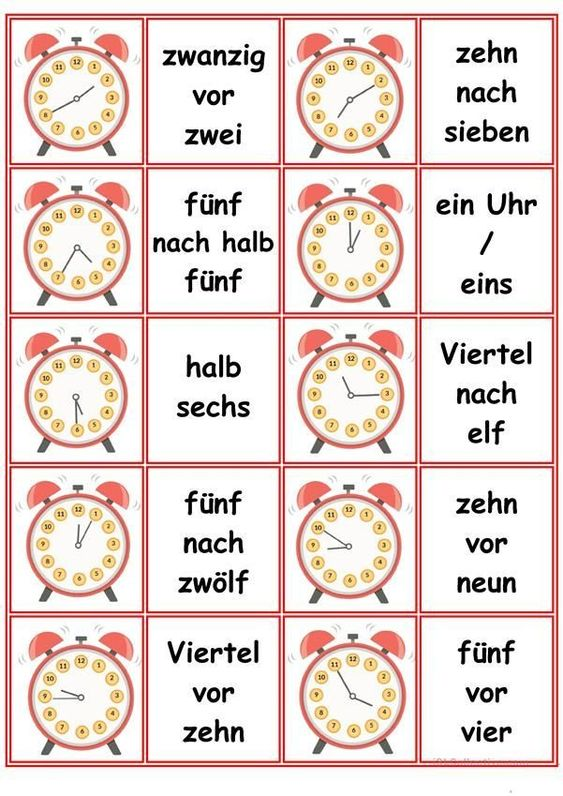 zwanzig
vor
zwei
zehn
nach
sieben
fünf
nach halb
fünf
ein Uhr
/
eins
halb
sechs
Viertel
nach
elf
fünf
nach
zwölf
zehn
vor
neun
Viertel
vor
zehn
fünf
vor
vier